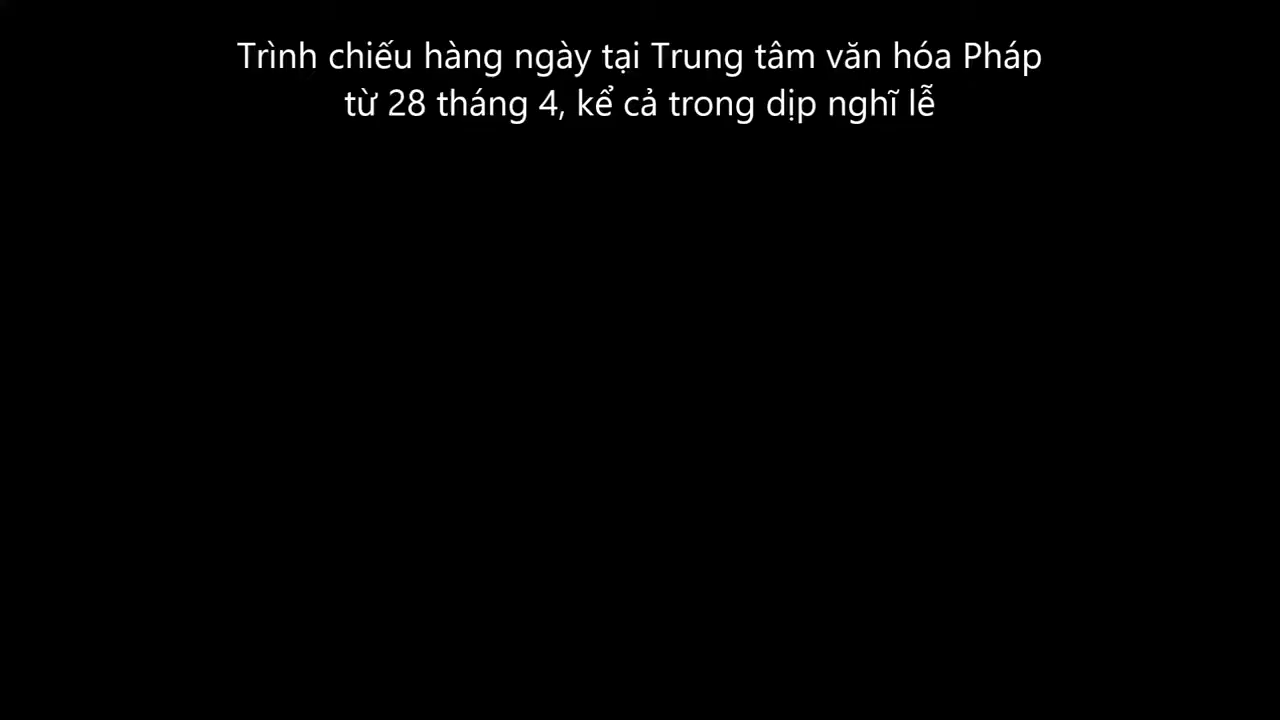 Trình chiếu hàng ngày tại Trung tâm văn hóa Pháp
từ 28 tháng 4, kể cả trong dịp nghĩ lễ